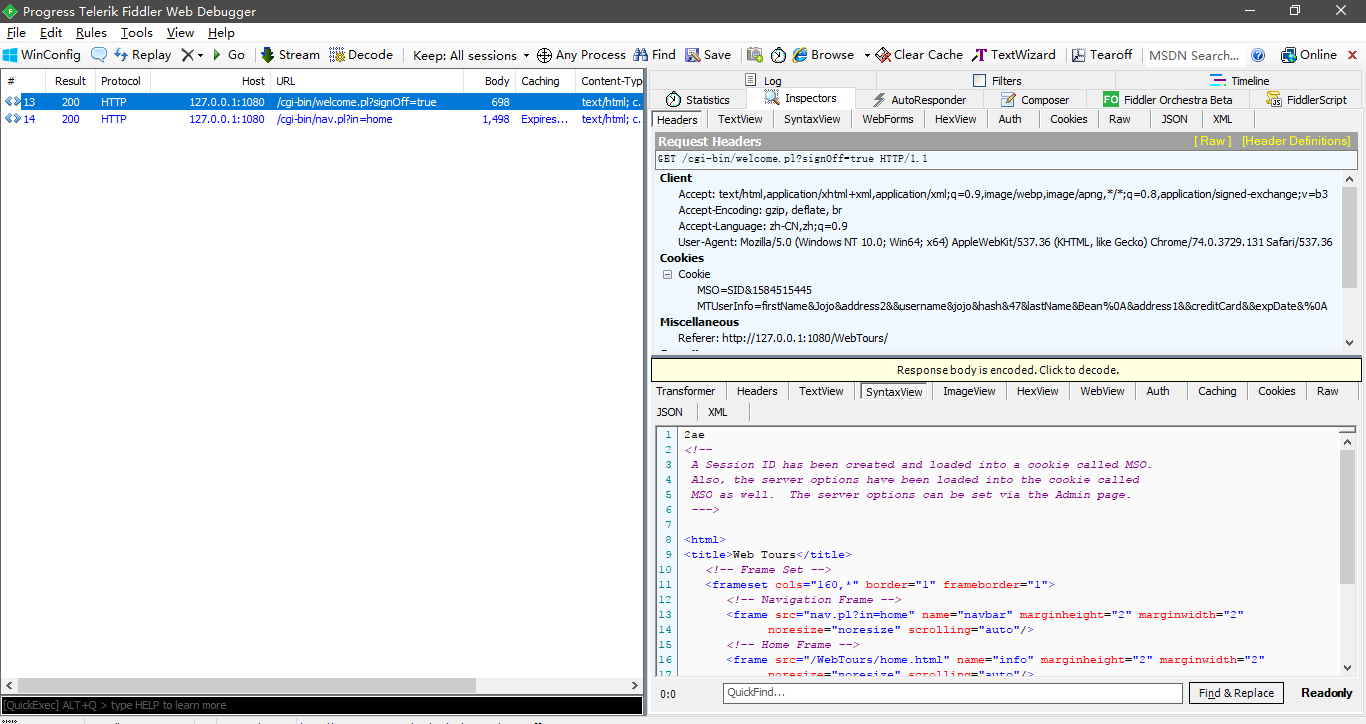 Progress Telerik Fiddler Web Debugger
File Edit Rules Tools View Help
WinConfig Replay Go Stream Decode Keep: All sessions Any Process Find Save Browse Clear Cache TextWizard Tearoff MSDN Search... Online
# Result Protocol Host URL Body Caching Content-Typ
13 200 HTTP 127.0.0.1:1080 /cgi-bin/welcome.pl?signOff=true 698 text/html; c.
14 200 HTTP 127.0.0.1:1080 /cgi-bin/nav.pl?in=home 1,498 Expires... text/html; c.
[QuickExec] ALT+Q > type HELP to learn more
Log Filters Timeline
Statistics Inspectors AutoResponder Composer FO Fiddler Orchestra Beta FiddlerScript
Headers TextView SyntaxView WebForms HexView Auth Cookies Raw JSON XML
Request Headers [ Raw ] [Header Definitions]
GET /cgi-bin/welcome.pl?signOff=true HTTP/1.1
Client
Accept: text/html,application/xhtml+xml,application/xml;q=0.9,image/webp,image/apng,*/*;q=0.8,application/signed-exchange;v=b3
Accept-Encoding: gzip, deflate, br
Accept-Language: zh-CN,zh;q=0.9
User-Agent: Mozilla/5.0 (Windows NT 10.0; Win64; x64) AppleWebKit/537.36 (KHTML, like Gecko) Chrome/74.0.3729.131 Safari/537.36
Cookies
Cookie
MSO=SID&1584515445
MTUserInfo=firstName&Jojo&address2&&username&jojo&hash&47&lastName&Bean%0A&address1&&creditCard&&expDate&%0A
Miscellaneous
Referer: http://127.0.0.1:1080/WebTours/
Response body is encoded. Click to decode.
Transformer Headers TextView SyntaxView ImageView HexView WebView Auth Caching Cookies Raw
JSON XML
1 2ae
2 <!--
3 A Session ID has been created and loaded into a cookie called MSO.
4 Also, the server options have been loaded into the cookie called
5 MSO as well.  The server options can be set via the Admin page.
6 --->
7
8 <html>
9 <title>Web Tours</title>
10 <!-- Frame Set -->
11 <frameset cols="160,*" border="1" frameborder="1">
12 <!-- Navigation Frame -->
13 <frame src="nav.pl?in=home" name="navbar" marginheight="2" marginwidth="2"
14 noresize="noresize" scrolling="auto"/>
15 <!-- Home Frame -->
16 <frame src="/WebTours/home.html" name="info" marginheight="2" marginwidth="2"
17 noresize="noresize" scrolling="auto"/>
0:0 QuickFind... Find & Replace Readonly